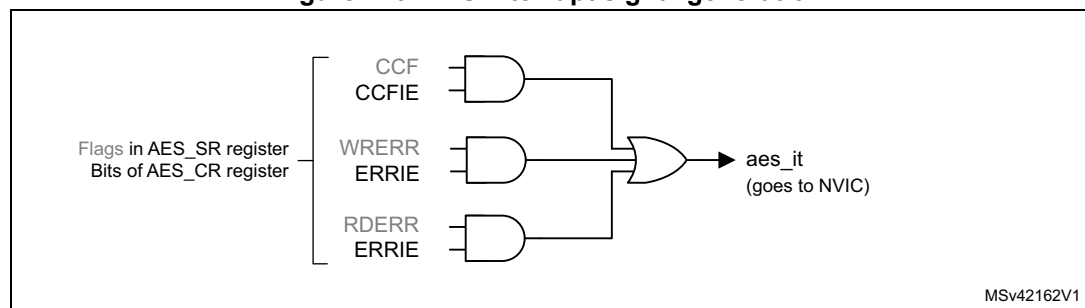 CCF
CCFIE
Flags in AES_SR register
Bits of AES_CR register
WRERR
ERRIE
RDERR
ERRIE
aes_it
(goes to NVIC)
MSv42162V1